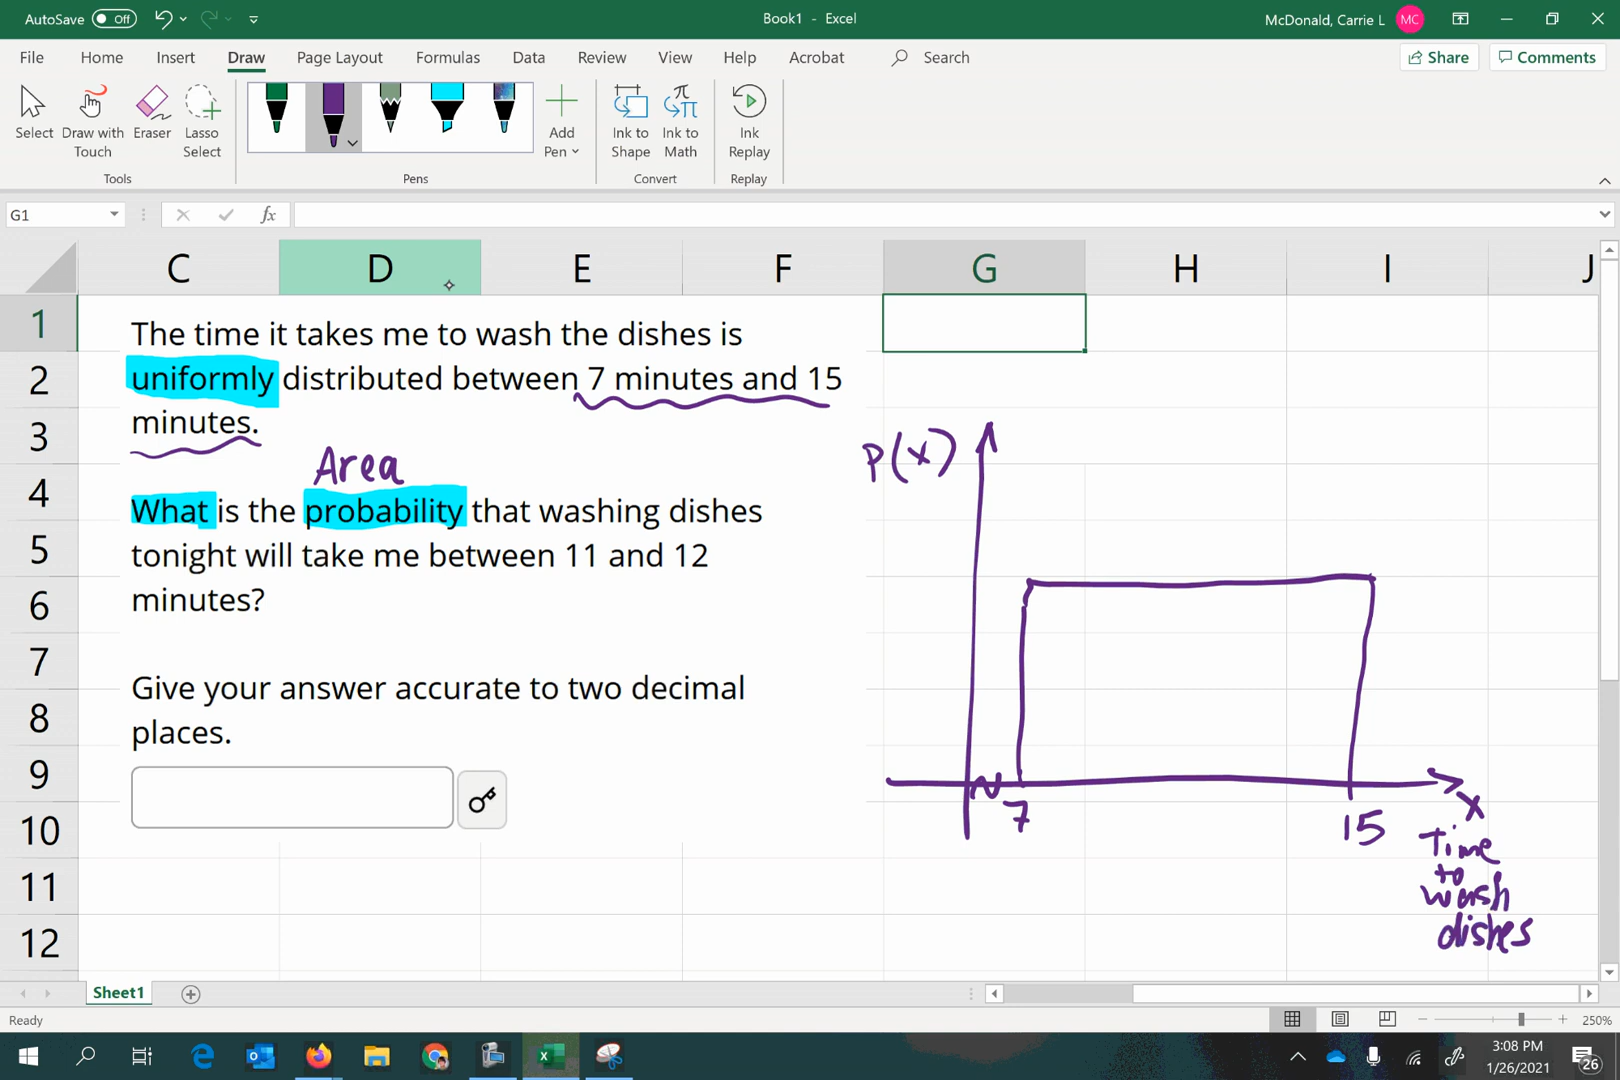 AutoSave Off
Book1 - Excel
McDonald, Carrie L MC
File Home Insert Draw Page Layout Formulas Data Review View Help Acrobat Search
Share Comments
Select
Draw with Touch
Eraser
Lasso Select
Add Pen
Ink to Shape
Ink to Math
Ink Replay
Tools Pens Convert Replay
G1
fx
C D E F G H I J
1
2
3
4
5
6
7
8
9
10
11
12
The time it takes me to wash the dishes is
uniformly distributed between 7 minutes and 15
minutes.
Area
What is the probability that washing dishes
tonight will take me between 11 and 12
minutes?
Give your answer accurate to two decimal
places.
P(x)
7
15
x
Time
to
wash
dishes
Sheet1
Ready
250%
3:08 PM
1/26/2021
26